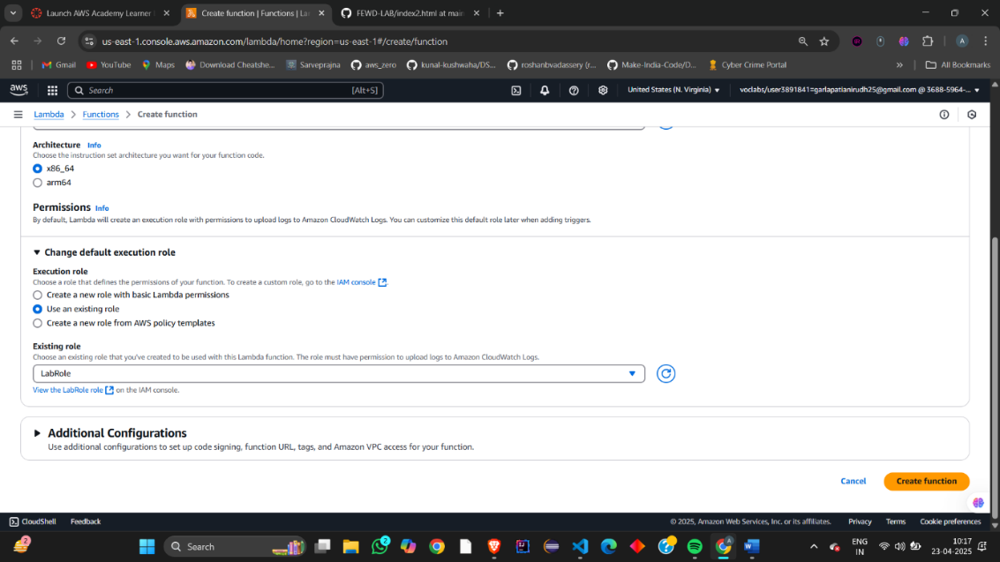 Launch AWS Academy Learner
Create function | Functions | La
FEWD-LAB/index2.html at main
us-east-1.console.aws.amazon.com/lambda/home?region=us-east-1#/create/function
Gmail
YouTube
Maps
Download Cheatshe...
Sarveprajna
aws_zero
kunal-kushwaha/DS...
roshanbvadassery (r...
Make-India-Code/D...
Cyber Crime Portal
All Bookmarks
aws
Search
[Alt+S]
United States (N. Virginia)
voclabs/user3891841=garlapatianirudh25@gmail.com @ 3688-5964-...
Lambda
Functions
Create function
Architecture Info
Choose the instruction set architecture you want for your function code.
x86_64
arm64
Permissions Info
By default, Lambda will create an execution role with permissions to upload logs to Amazon CloudWatch Logs. You can customize this default role later when adding triggers.
Change default execution role
Execution role
Choose a role that defines the permissions of your function. To create a custom role, go to the IAM console.
Create a new role with basic Lambda permissions
Use an existing role
Create a new role from AWS policy templates
Existing role
Choose an existing role that you've created to be used with this Lambda function. The role must have permission to upload logs to Amazon CloudWatch Logs.
LabRole
View the LabRole role on the IAM console.
Additional Configurations
Use additional configurations to set up code signing, function URL, tags, and Amazon VPC access for your function.
Cancel
Create function
CloudShell
Feedback
© 2025, Amazon Web Services, Inc. or its affiliates.
Privacy
Terms
Cookie preferences
Search
ENG
IN
10:17
23-04-2025